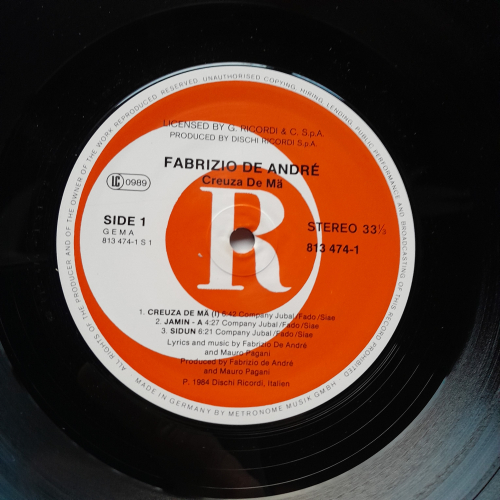 ALL RIGHTS OF THE PRODUCER AND OF THE OWNER OF THE WORK REPRODUCED RESERVED. UNAUTHORISED COPYING, HIRING, LENDING, PUBLIC PERFORMANCE AND BROADCASTING OF THIS RECORD PROHIBITED
LICENSED BY G. RICORDI & C. S.p.A.
PRODUCED BY DISCHI RICORDI S.p.A.
FABRIZIO DE ANDRÉ
Creuza De Mä
LC 0989
R
SIDE 1
GEMA
813 474-1 S 1
STEREO 33⅓
813 474-1
1. CREUZA DE MÄ (I) 6:42 Company Jubal/Fado/Sise
2. JAMIN - A 4:27 Company Jubal/Fado/Sise
3. SIDUN 6:21 Company Jubal/Fado/Sise
Lyrics and music by Fabrizio De André
and Mauro Pagani
Produced by Fabrizio de André
and Mauro Pagani
P. 1984 Dischi Ricordi, Italien
MADE IN GERMANY BY METRONOME MUSIK GMBH